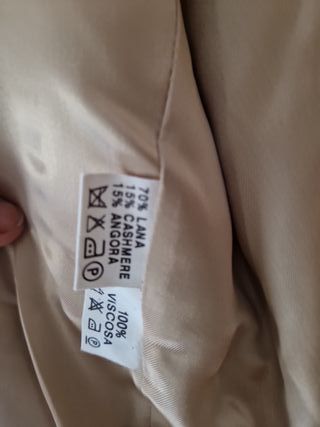 70% LANA
15% CASHMERE
15% ANGORA
P
100%
VISCOSA
P